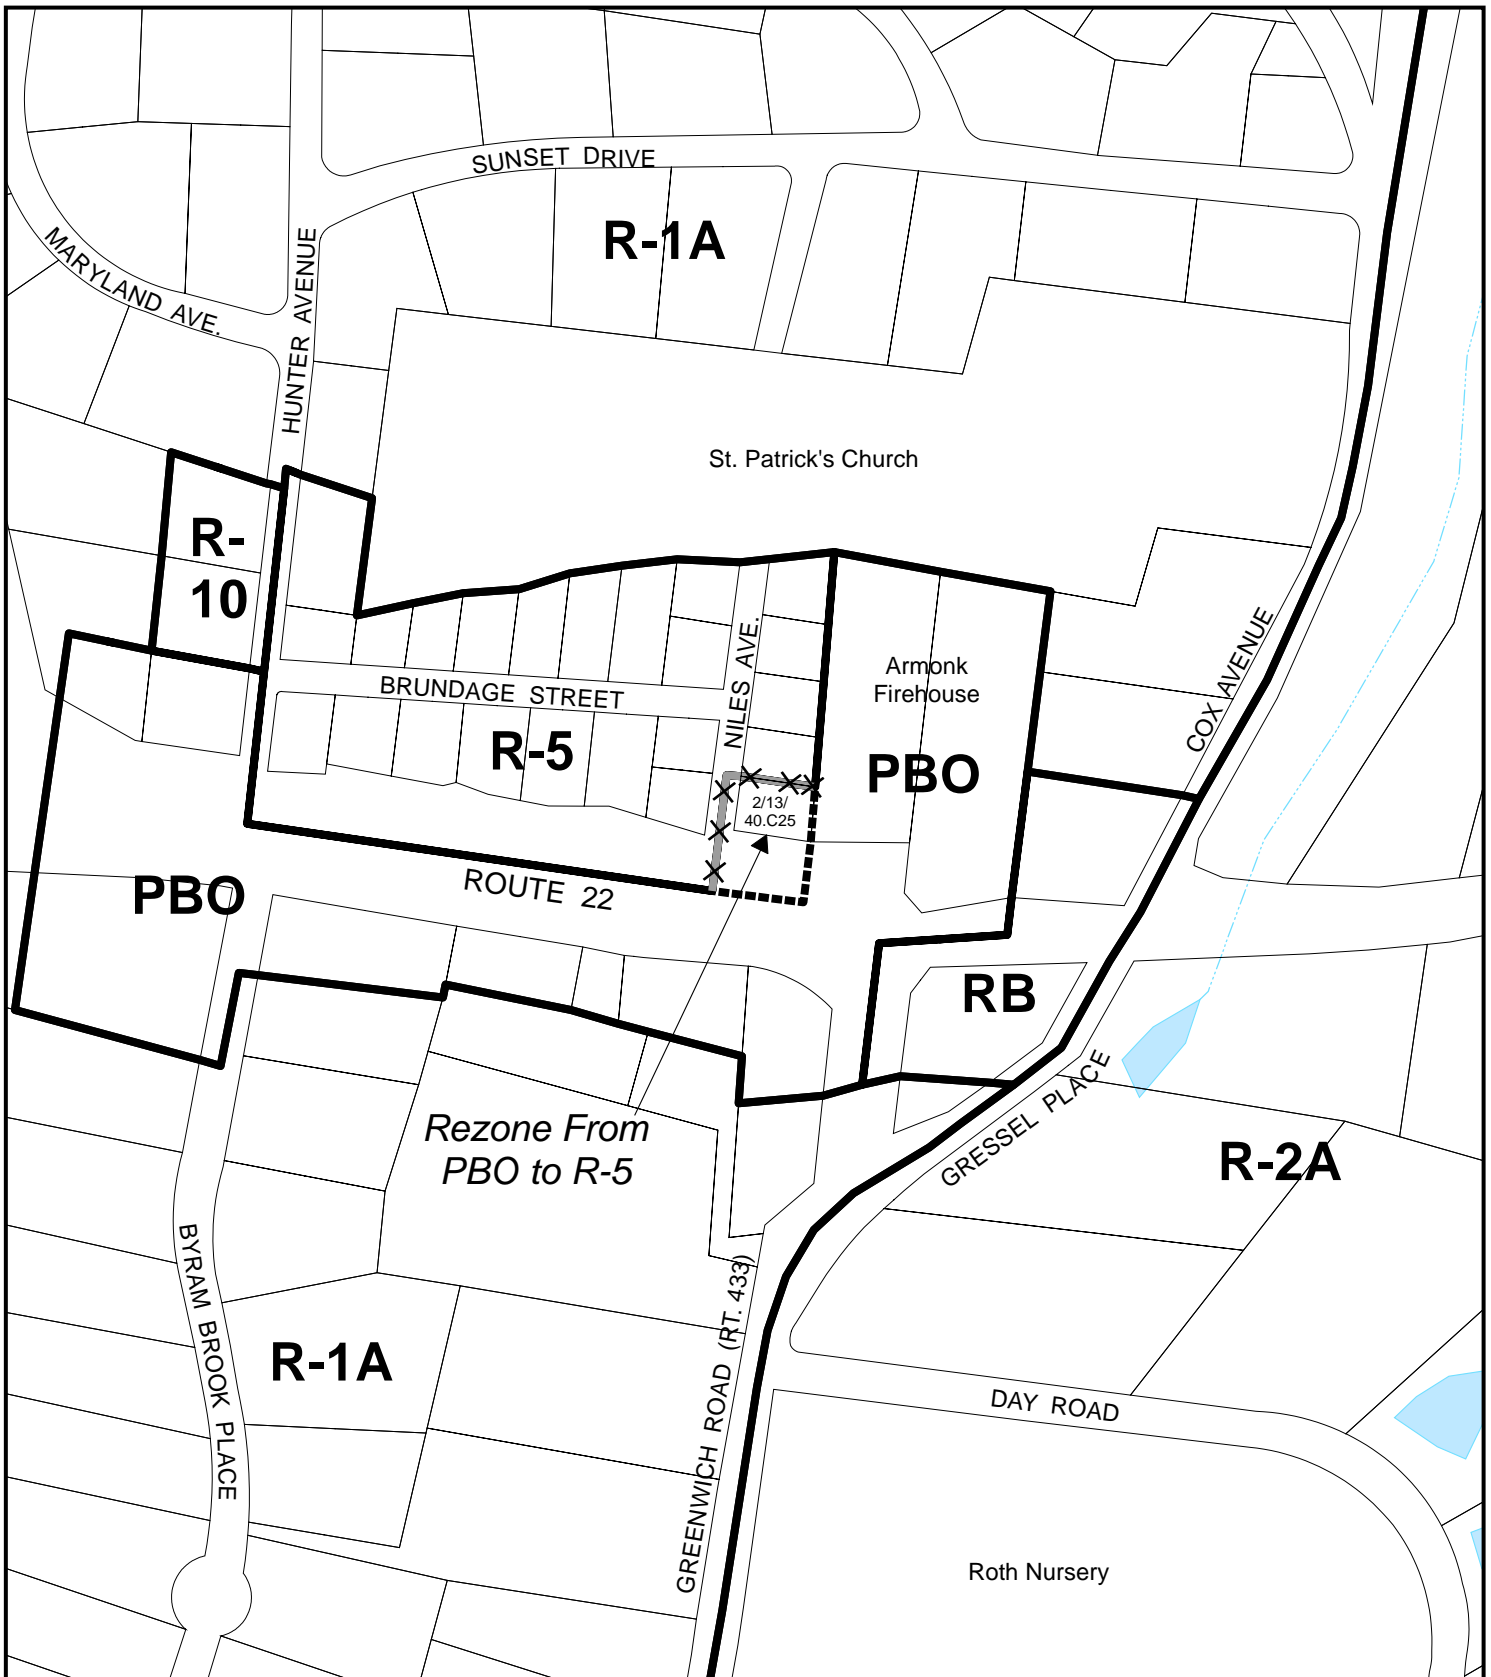 SUNSET DRIVE
R-1A
MARYLAND AVE.
HUNTER AVENUE
St. Patrick's Church
R-
10
NILES AVE.
Armonk
Firehouse
COX AVENUE
BRUNDAGE STREET
R-5
PBO
2/13/
40.C25
PBO
ROUTE 22
RB
Rezone From
PBO to R-5
GRESSEL PLACE
R-2A
BYRAM BROOK PLACE
GREENWICH ROAD (RT. 433)
R-1A
DAY ROAD
Roth Nursery